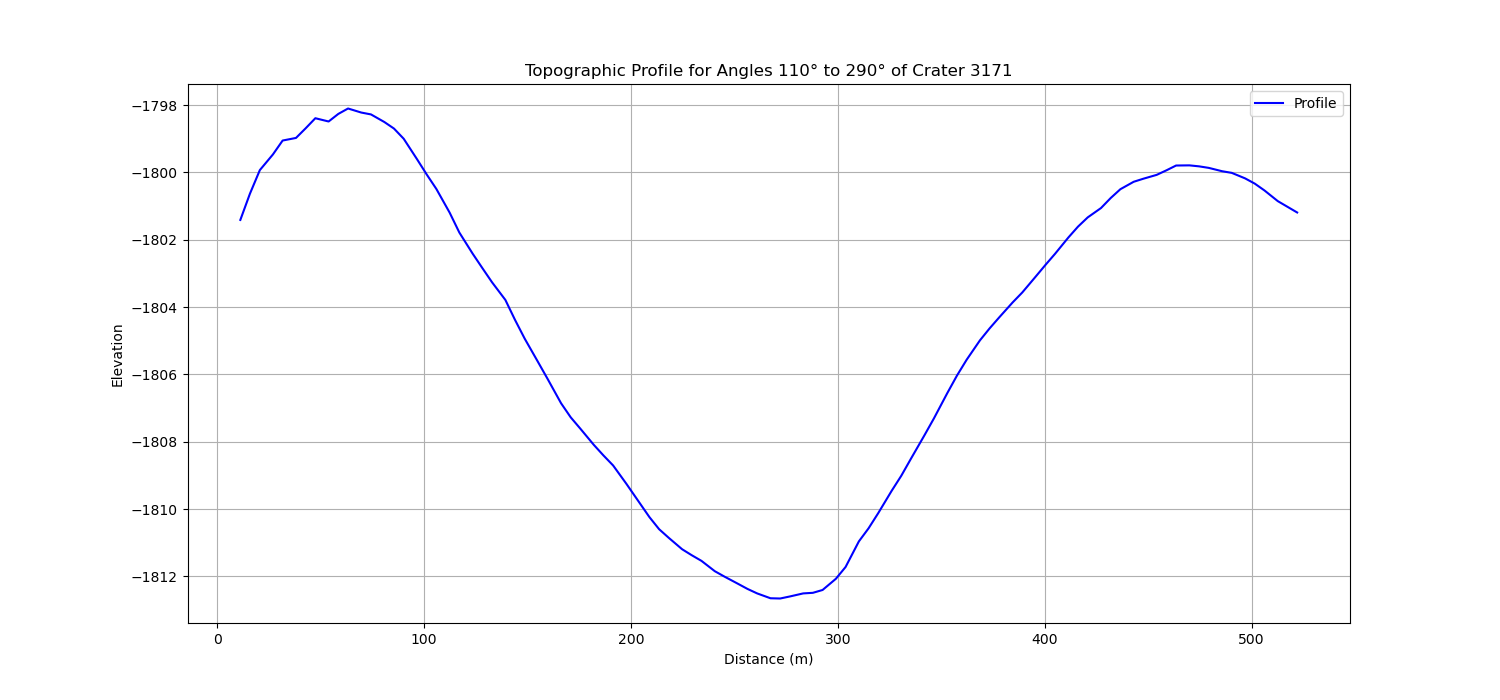 Topographic Profile for Angles 110° to 290° of Crater 3171
Profile
−1798
−1800
−1802
−1804
−1806
−1808
−1810
−1812
Elevation
0 100 200 300 400 500
Distance (m)